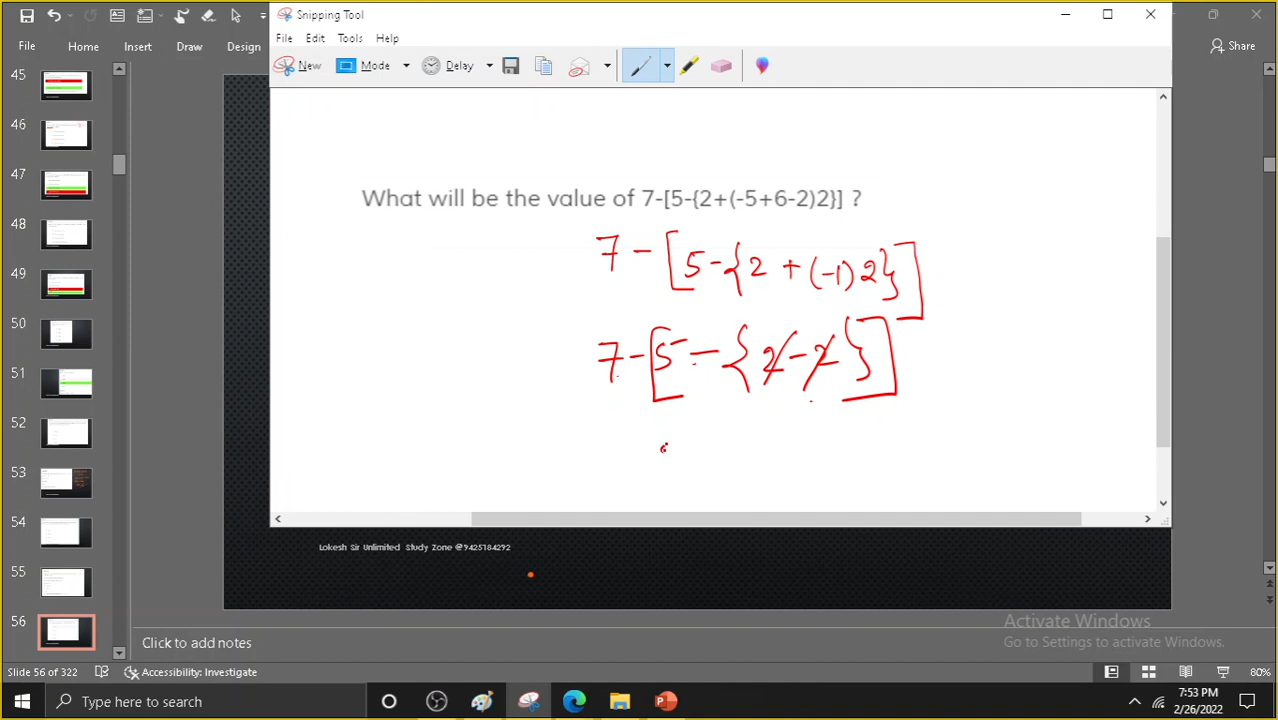 Snipping Tool
File Edit Tools Help
New Mode Delay
File Home Insert Draw Design
Share
45
46
47
48
49
50
51
52
53
54
55
56
What will be the value of 7-[5-{2+(-5+6-2)2}] ?
7 - [5-{2 + (-1) 2}]
7-[5 - {2-2}]
Lokesh Sir Unlimited Study Zone @9425184292
Activate Windows
Go to Settings to activate Windows.
Click to add notes
Slide 56 of 322 Accessibility: Investigate 80%
Type here to search
7:53 PM
2/26/2022